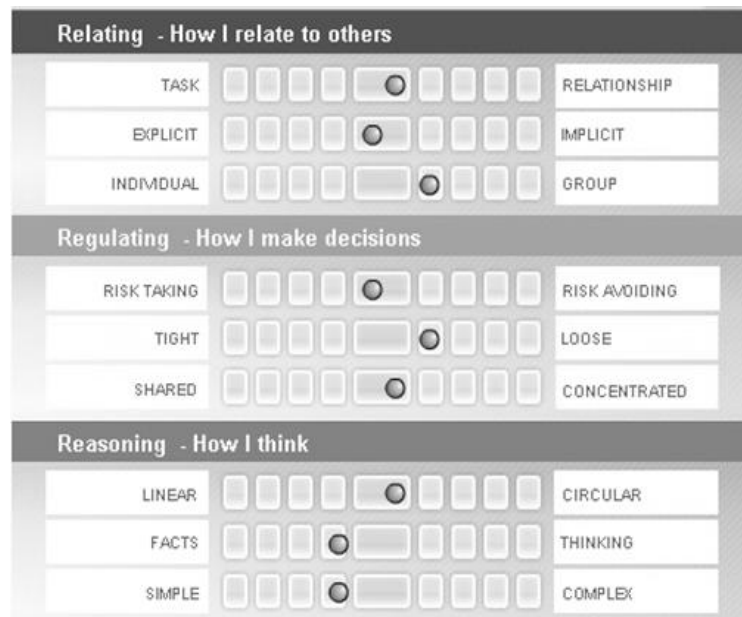 Relating - How I relate to others
TASK RELATIONSHIP
EXPLICIT IMPLICIT
INDIVIDUAL GROUP
Regulating - How I make decisions
RISK TAKING RISK AVOIDING
TIGHT LOOSE
SHARED CONCENTRATED
Reasoning - How I think
LINEAR CIRCULAR
FACTS THINKING
SIMPLE COMPLEX